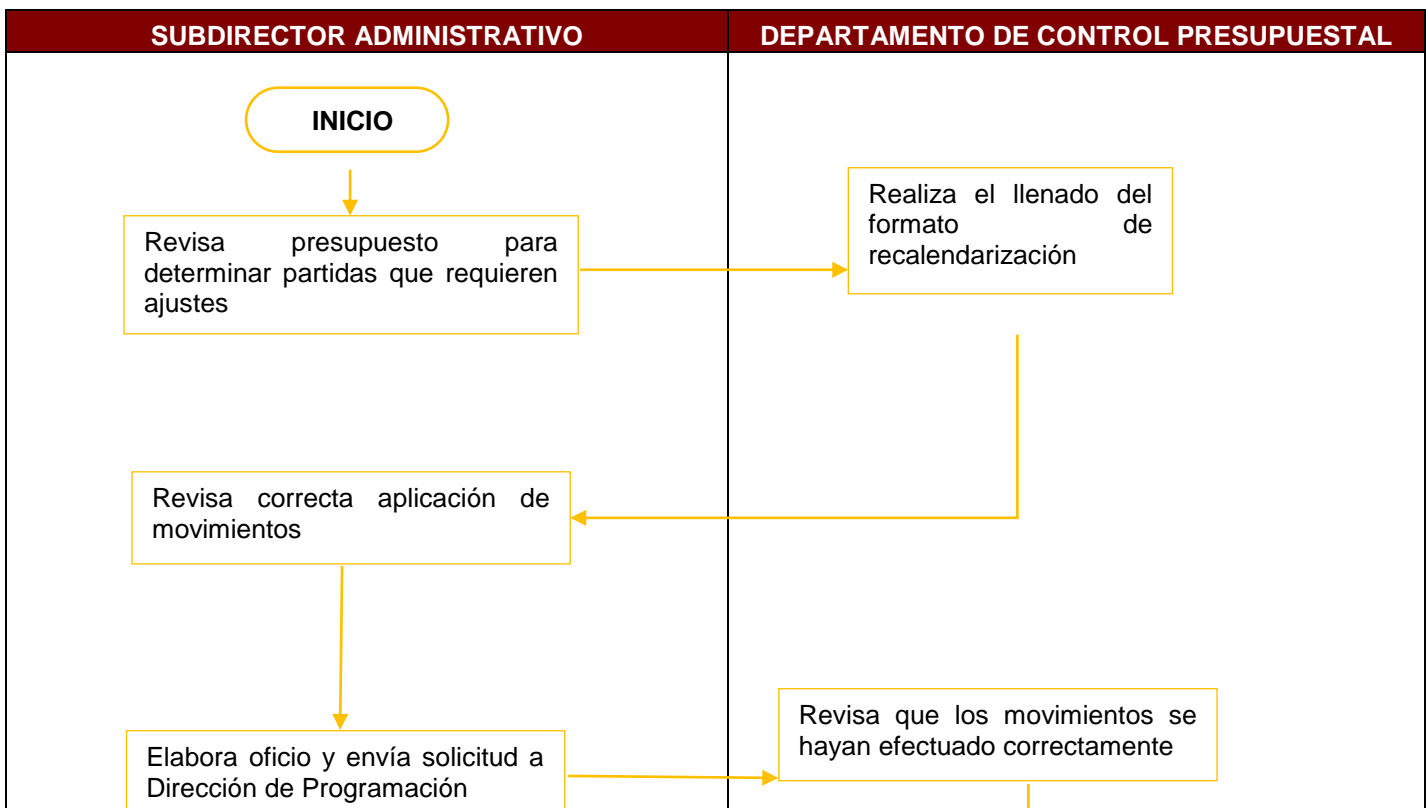 SUBDIRECTOR ADMINISTRATIVO
DEPARTAMENTO DE CONTROL PRESUPUESTAL
INICIO
Revisa presupuesto para
determinar partidas que requieren
ajustes
Realiza el llenado del
formato de
recalendarización
Revisa correcta aplicación de
movimientos
Elabora oficio y envía solicitud a
Dirección de Programación
Revisa que los movimientos se
hayan efectuado correctamente